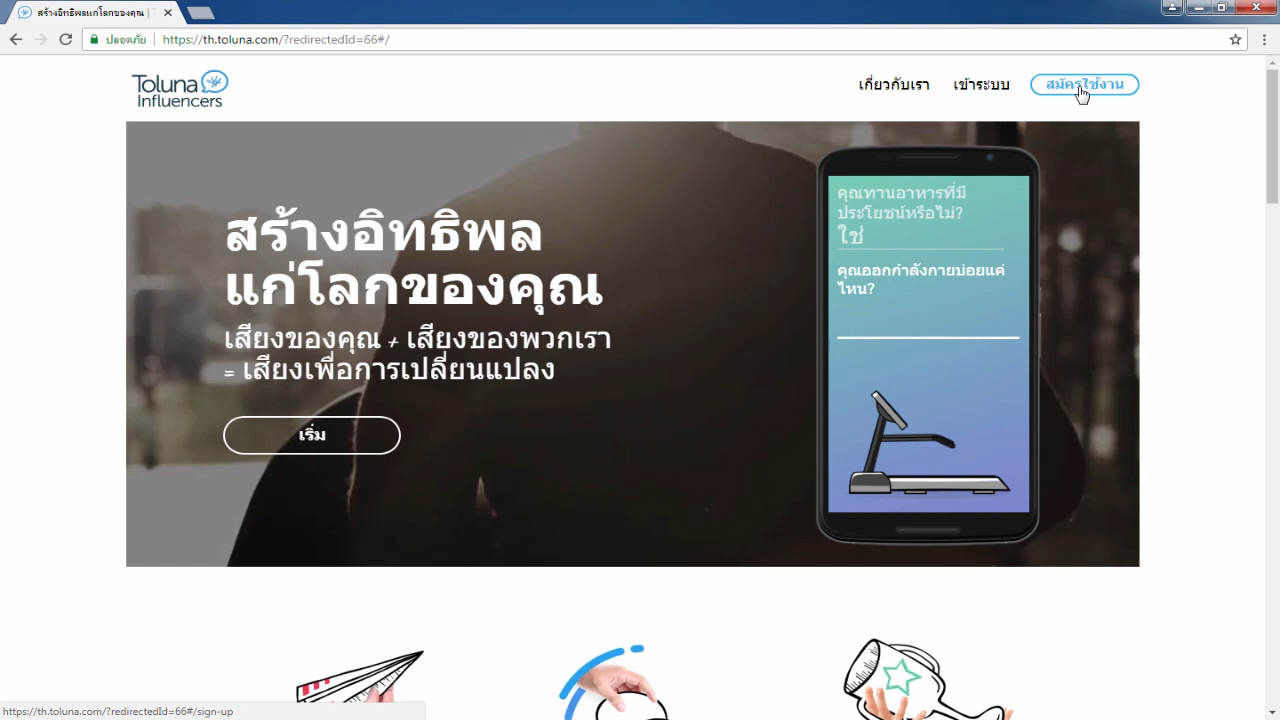 สร้างอิทธิพลแก่โลกของคุณ | T
ปลอดภัย
https://th.toluna.com/?redirectedId=66#/
Toluna
Influencers
เกี่ยวกับเรา
เข้าระบบ
สมัครใช้งาน
สร้างอิทธิพล
แก่โลกของคุณ
เสียงของคุณ + เสียงของพวกเรา
= เสียงเพื่อการเปลี่ยนแปลง
เริ่ม
คุณทานอาหารที่มี
ประโยชน์หรือไม่?
ใช่
คุณออกกำลังกายบ่อยแค่
ไหน?
https://th.toluna.com/?redirectedId=66#/sign-up